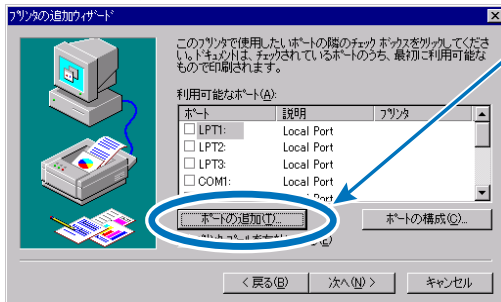 プリンタの追加ウィザード
このプリンタで使用したいポートの隣のチェック ボックスをクリックしてくださ
い。ドキュメントは、チェックされているポートのうち、最初に利用可能な
もので印刷されます。
利用可能なポート(A):
ポート 説明 プリンタ
LPT1: Local Port
LPT2: Local Port
LPT3: Local Port
COM1: Local Port
ポートの追加(T)... ポートの構成(C)...
< 戻る(B) 次へ(N) > キャンセル